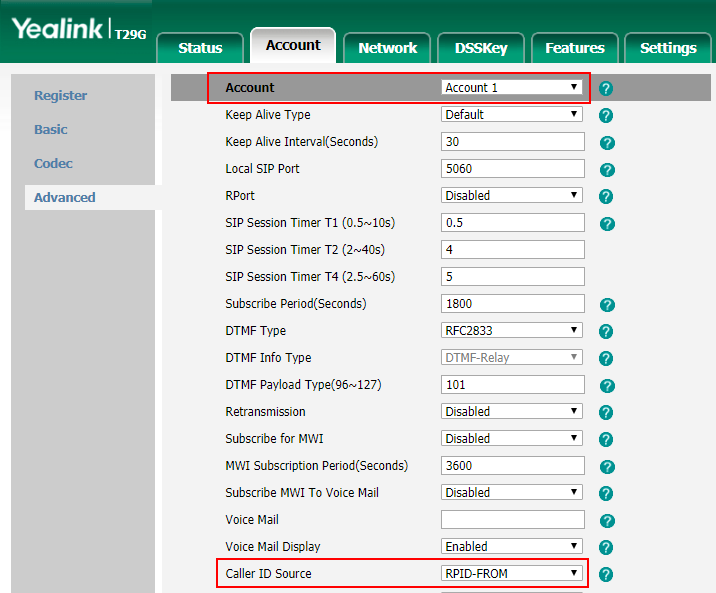 Yealink | T29G
Status Account Network DSSKey Features Settings
Register
Basic
Codec
Advanced
Account Account 1 ?
Keep Alive Type Default ?
Keep Alive Interval(Seconds) 30 ?
Local SIP Port 5060 ?
RPort Disabled ?
SIP Session Timer T1 (0.5~10s) 0.5 ?
SIP Session Timer T2 (2~40s) 4
SIP Session Timer T4 (2.5~60s) 5
Subscribe Period(Seconds) 1800 ?
DTMF Type RFC2833 ?
DTMF Info Type DTMF-Relay ?
DTMF Payload Type(96~127) 101 ?
Retransmission Disabled ?
Subscribe for MWI Disabled ?
MWI Subscription Period(Seconds) 3600 ?
Subscribe MWI To Voice Mail Disabled ?
Voice Mail ?
Voice Mail Display Enabled ?
Caller ID Source RPID-FROM ?